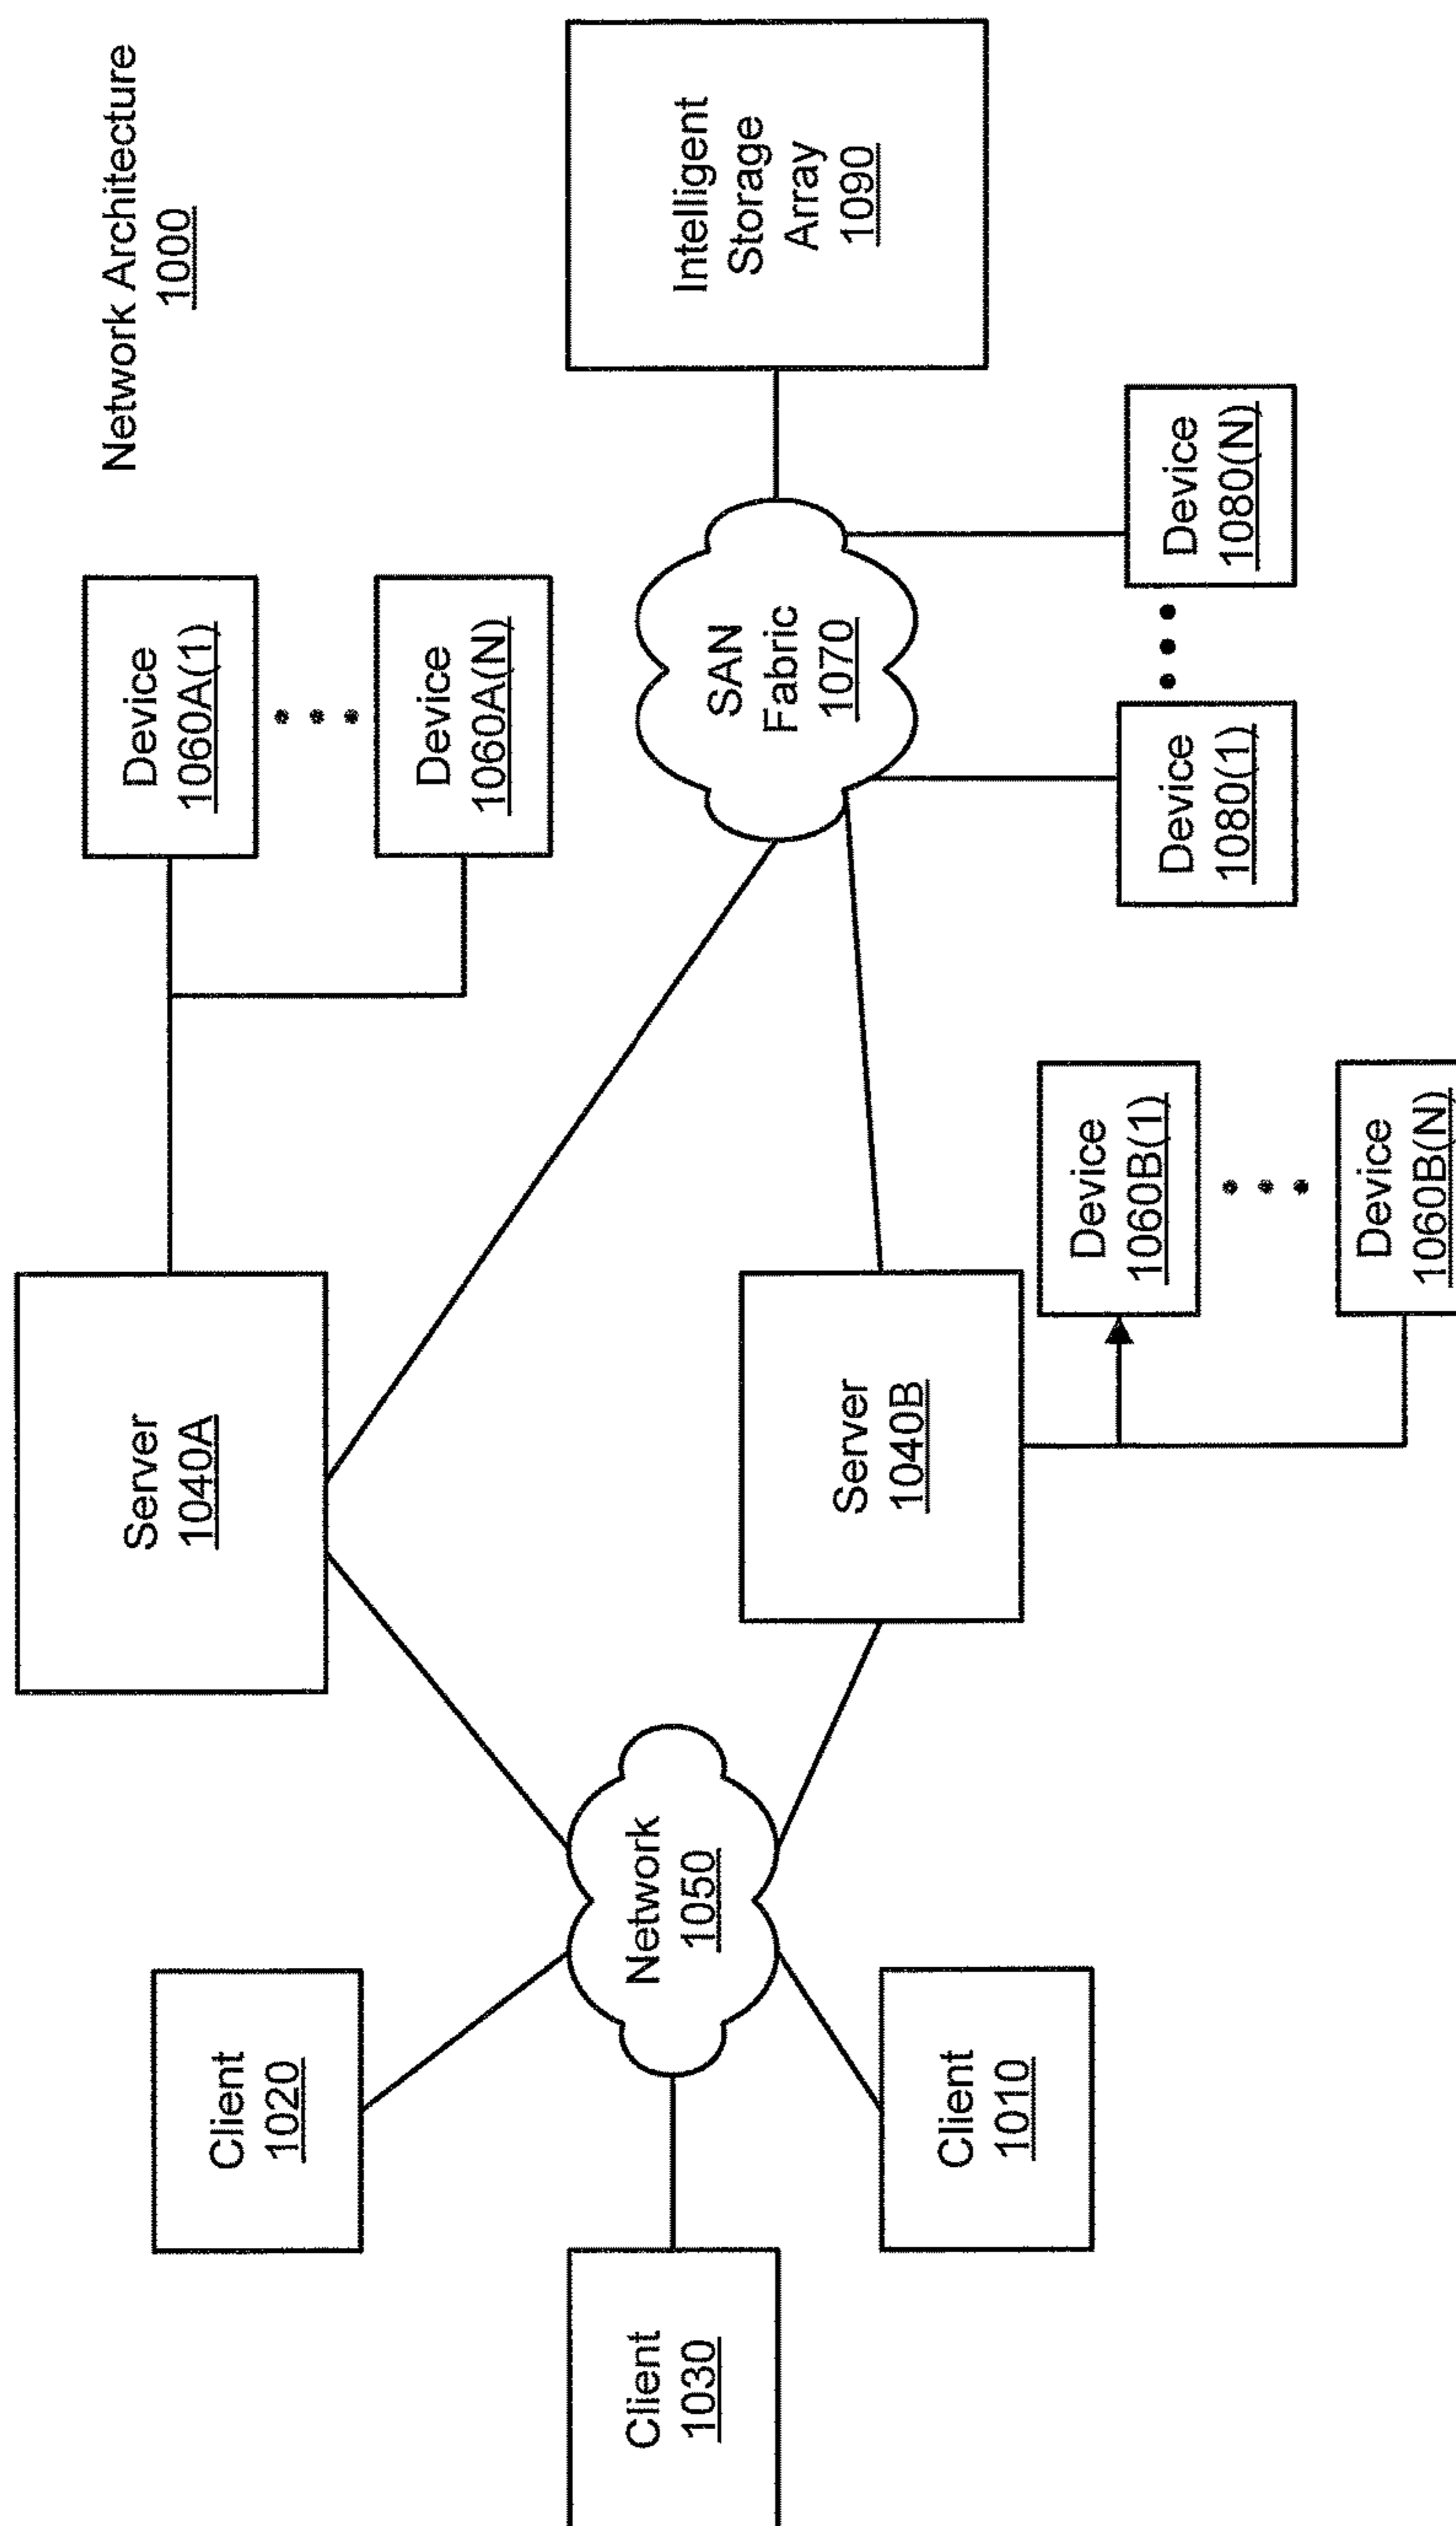 Network Architecture
1000
Client
1020
Client
1030
Client
1010
Network
1050
Server
1040A
Server
1040B
Device
1060A(1)
Device
1060A(N)
Device
1060B(1)
Device
1060B(N)
SAN
Fabric
1070
Device
1080(1)
Device
1080(N)
Intelligent
Storage
Array
1090